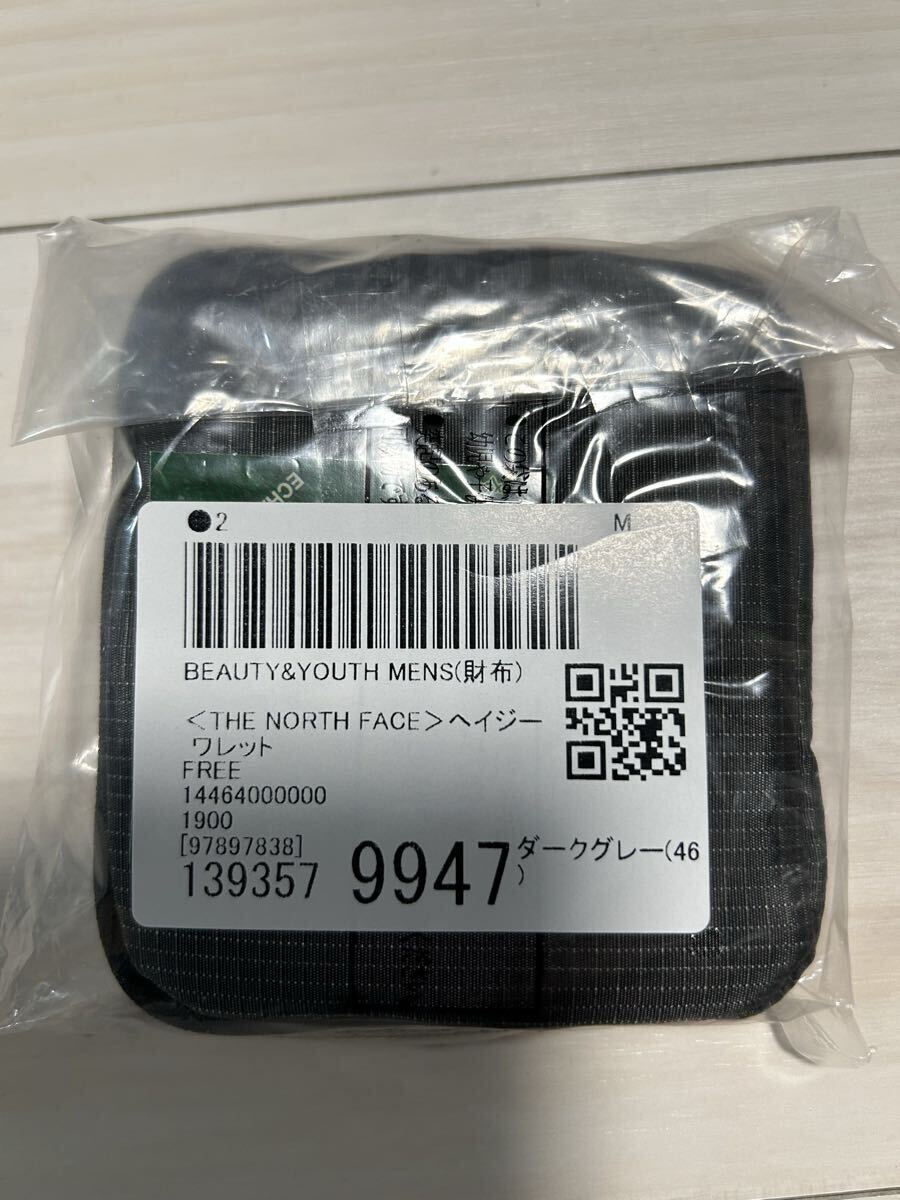 ECH
●2 M
BEAUTY&YOUTH MENS(財布)
<THE NORTH FACE>ヘイジー
ワレット
FREE
14464000000
1900
[97897838]
139357 9947 ダークグレー(46
)